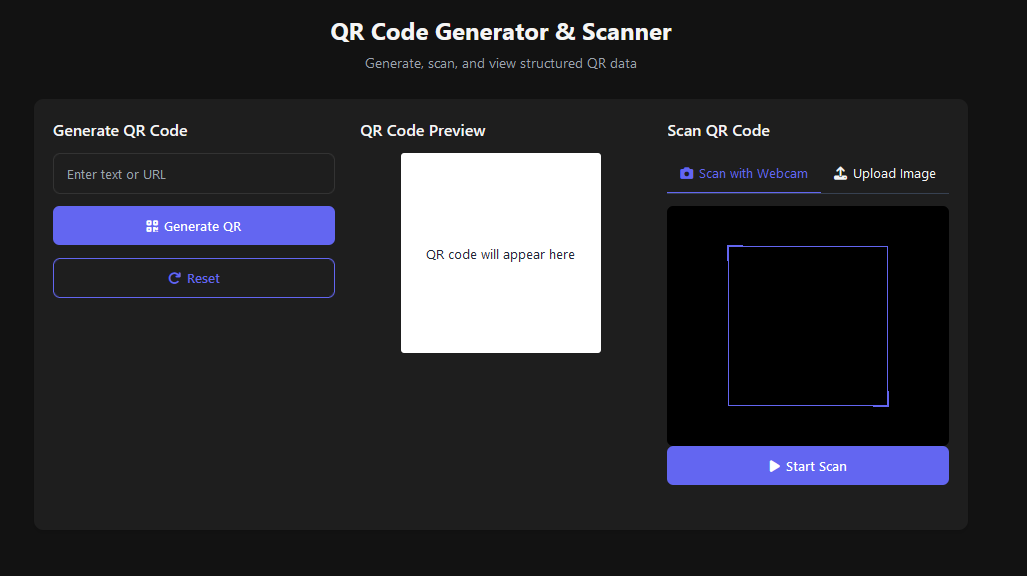 QR Code Generator & Scanner
Generate, scan, and view structured QR data
Generate QR Code
Enter text or URL
Generate QR
Reset
QR Code Preview
QR code will appear here
Scan QR Code
Scan with Webcam
Upload Image
Start Scan